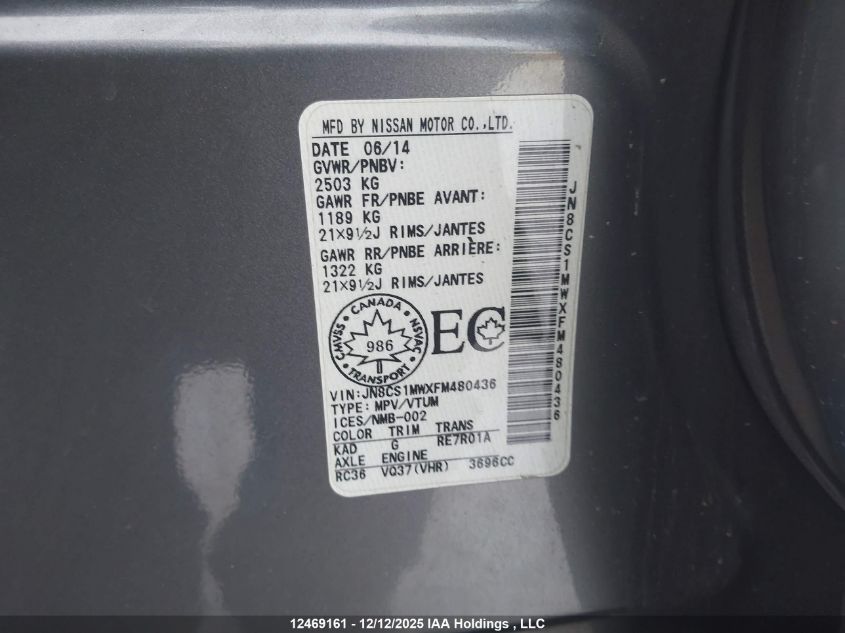 MFD BY NISSAN MOTOR CO.,LTD.
DATE 06/14
GVWR/PNBV:
2503 KG
GAWR FR/PNBE AVANT:
1189 KG
21×9½J RIMS/JANTES
GAWR RR/PNBE ARRIÈRE:
1322 KG
21×9½J RIMS/JANTES
CANADA
CMVSS 986 NSVAC
TRANSPORT
EC
VIN:JN8CS1MWXFM480436
TYPE: MPV/VTUM
ICES/NMB-002
COLOR TRIM TRANS
KAD G RE7R01A
AXLE ENGINE
RC36 VQ37(VHR) 3696CC
JN8CS1MWXFM480436
12469161 - 12/12/2025 IAA Holdings , LLC